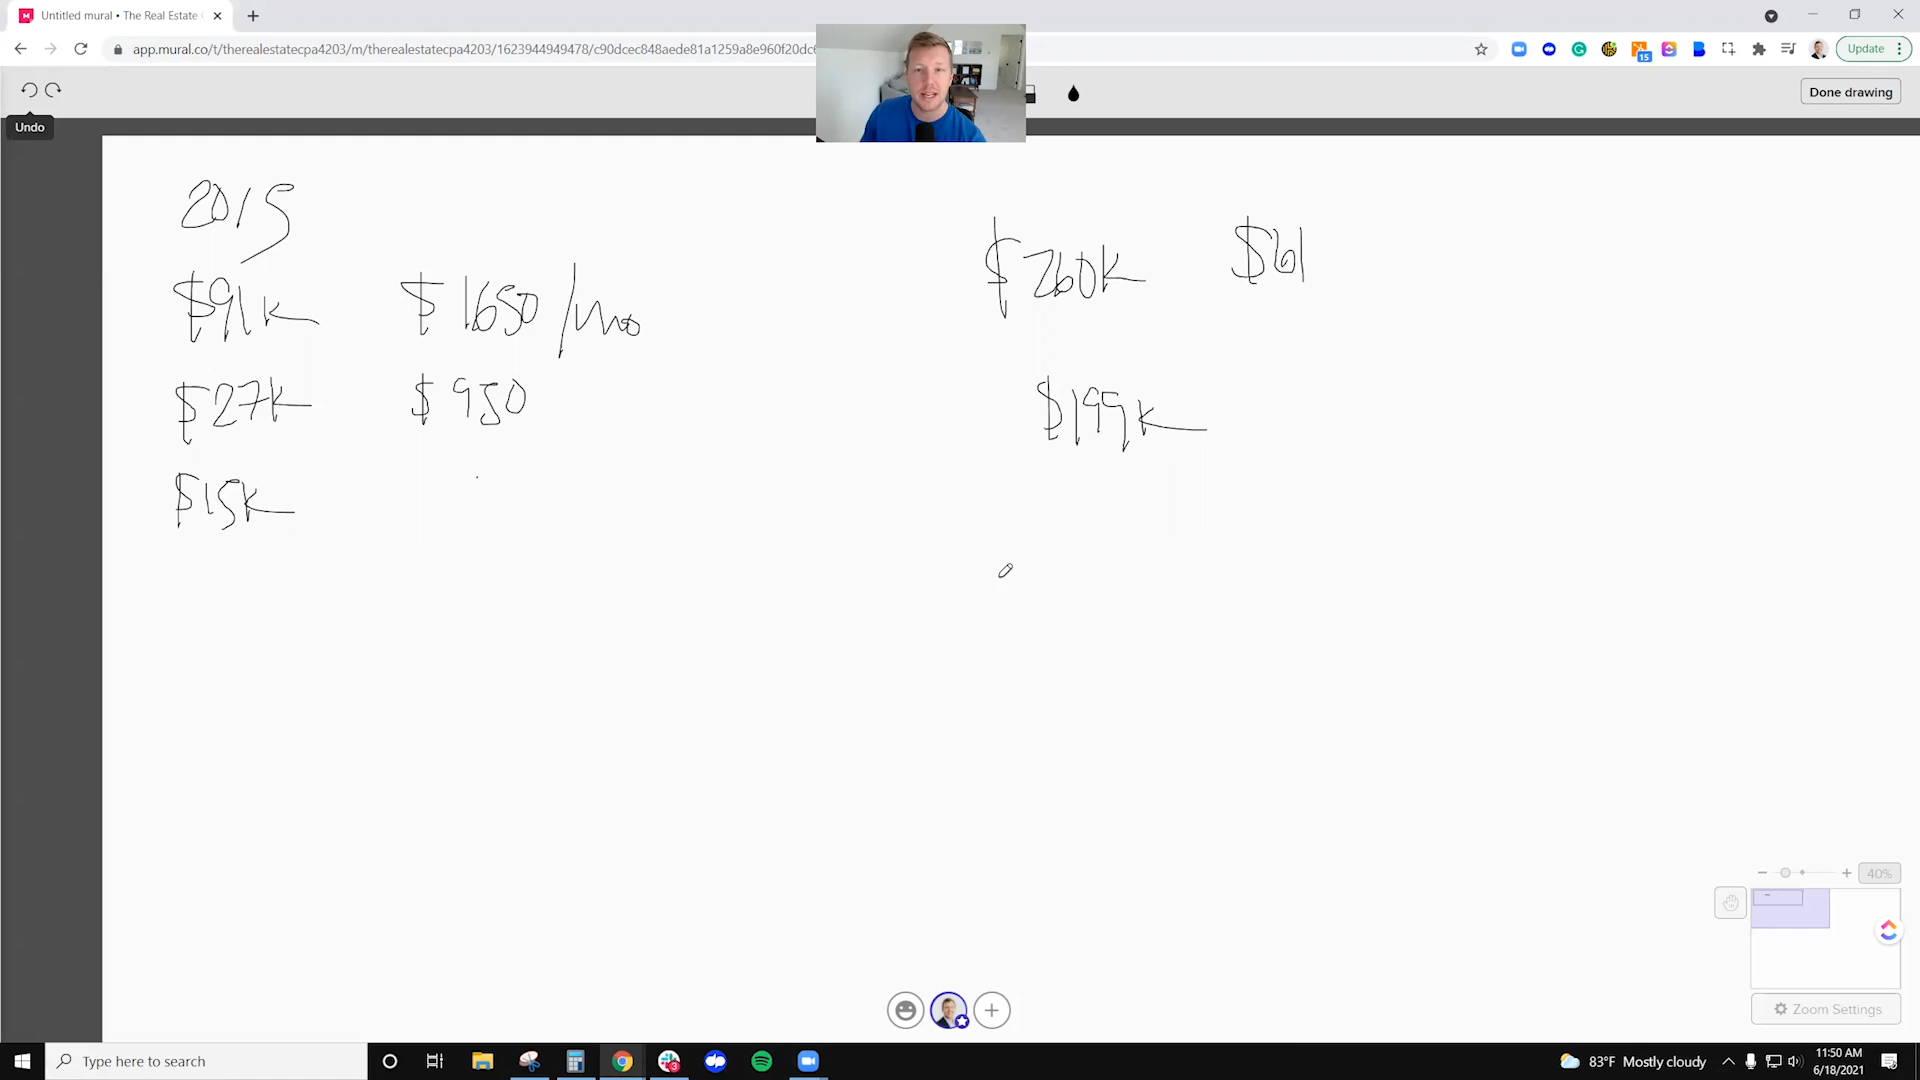 Untitled mural • The Real Estate
app.mural.co/t/therealestatecpa4203/m/therealestatecpa4203/1623944949478/c90dcec848aede81a1259a8e960f20dc
15
Update
Undo
Done drawing
2015
$91k $1650/mo
$27k $950
$15k
$260k $61
$199k
40%
Zoom Settings
Type here to search
3
83°F Mostly cloudy
11:50 AM
6/18/2021